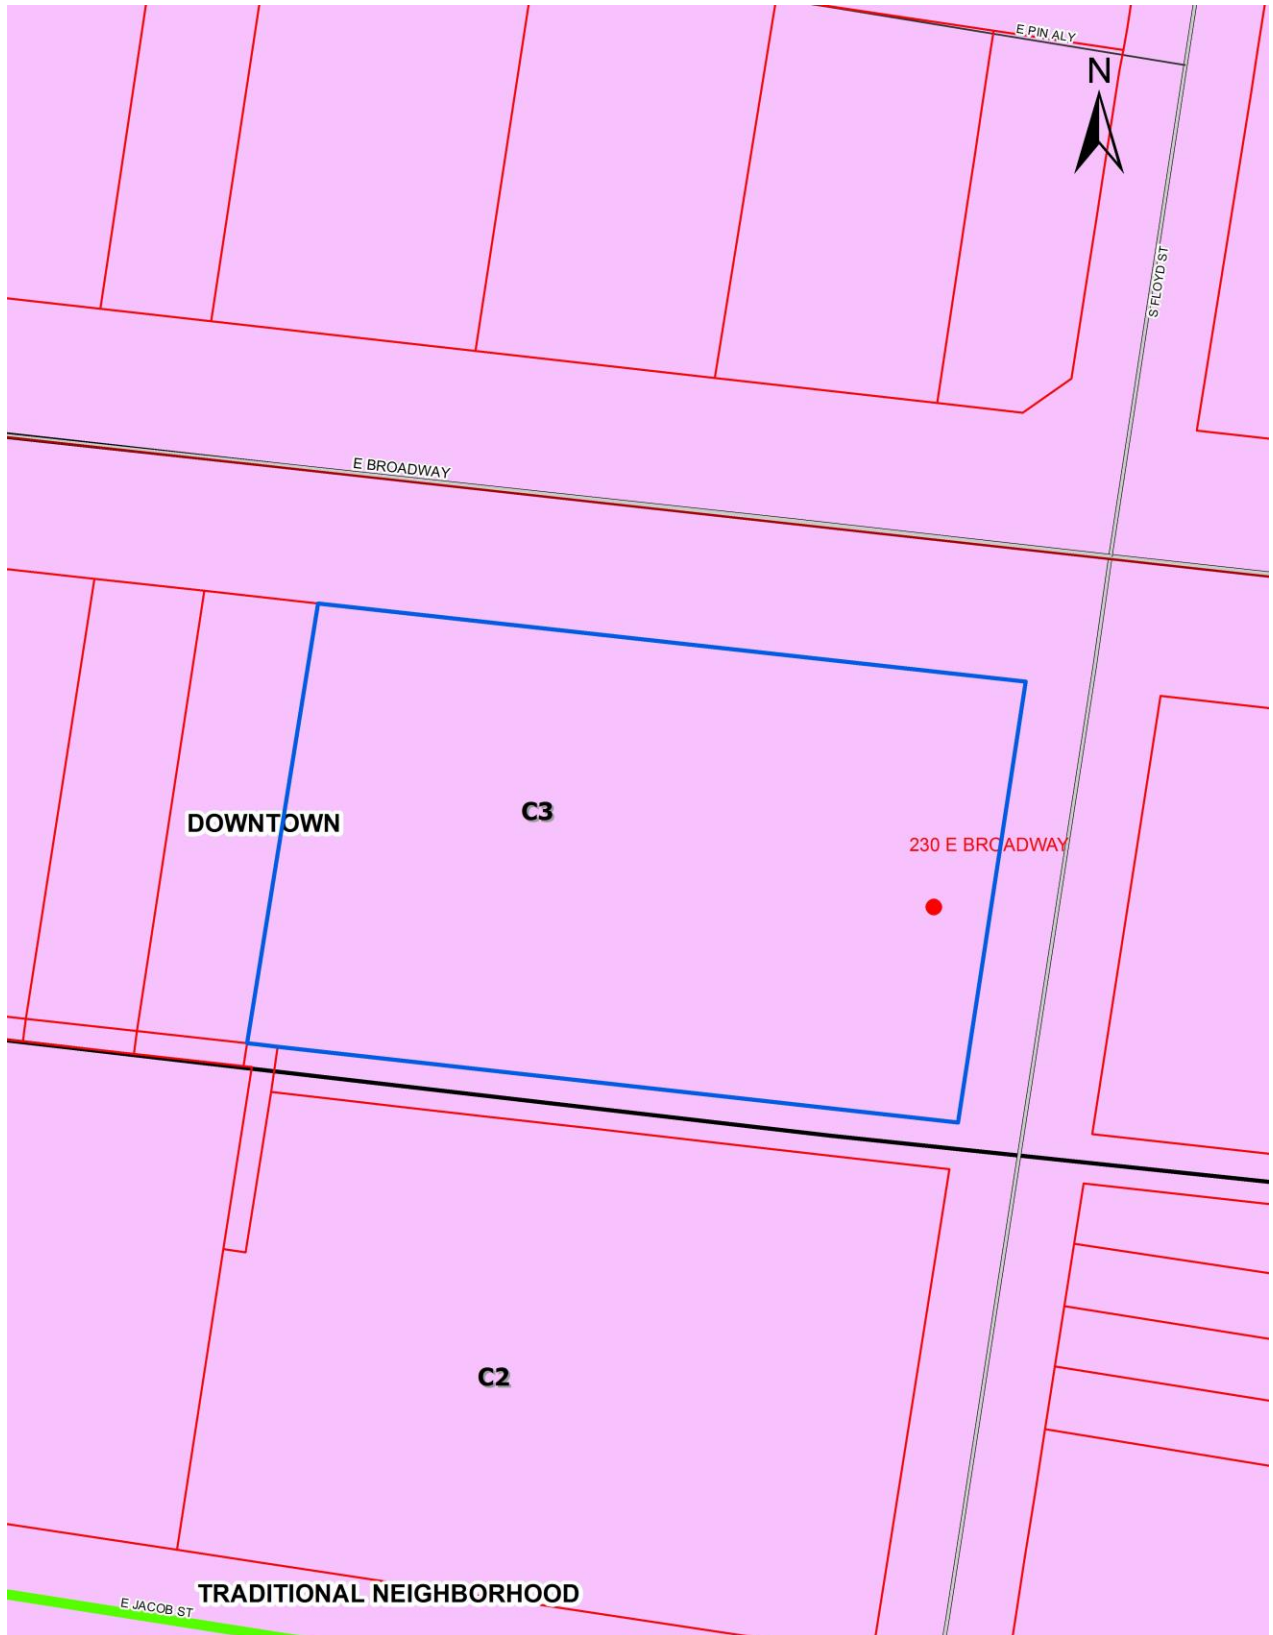 E PIN ALY
N
S FLOYD ST
E BROADWAY
C3
DOWNTOWN
230 E BROADWAY
C2
TRADITIONAL NEIGHBORHOOD
E JACOB ST